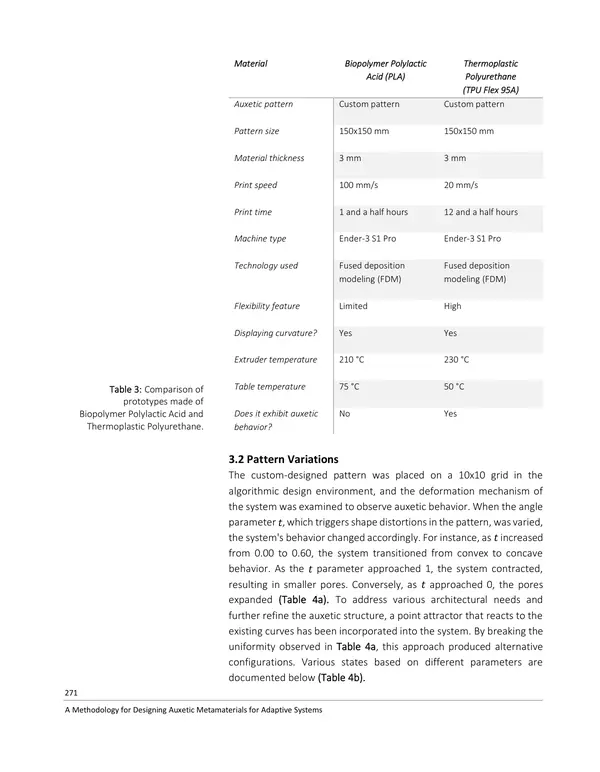 Material Biopolymer Polylactic Acid (PLA) Thermoplastic Polyurethane (TPU Flex 95A)
Auxetic pattern Custom pattern Custom pattern
Pattern size 150x150 mm 150x150 mm
Material thickness 3 mm 3 mm
Print speed 100 mm/s 20 mm/s
Print time 1 and a half hours 12 and a half hours
Machine type Ender-3 S1 Pro Ender-3 S1 Pro
Technology used Fused deposition modeling (FDM) Fused deposition modeling (FDM)
Flexibility feature Limited High
Displaying curvature? Yes Yes
Extruder temperature 210 °C 230 °C
Table temperature 75 °C 50 °C
Does it exhibit auxetic behavior? No Yes
Table 3: Comparison of
prototypes made of
Biopolymer Polylactic Acid and
Thermoplastic Polyurethane.
3.2 Pattern Variations
The custom-designed pattern was placed on a 10x10 grid in the
algorithmic design environment, and the deformation mechanism of
the system was examined to observe auxetic behavior. When the angle
parameter t, which triggers shape distortions in the pattern, was varied,
the system's behavior changed accordingly. For instance, as t increased
from 0.00 to 0.60, the system transitioned from convex to concave
behavior. As the t parameter approached 1, the system contracted,
resulting in smaller pores. Conversely, as t approached 0, the pores
expanded (Table 4a). To address various architectural needs and
further refine the auxetic structure, a point attractor that reacts to the
existing curves has been incorporated into the system. By breaking the
uniformity observed in Table 4a, this approach produced alternative
configurations. Various states based on different parameters are
documented below (Table 4b).
271
A Methodology for Designing Auxetic Metamaterials for Adaptive Systems